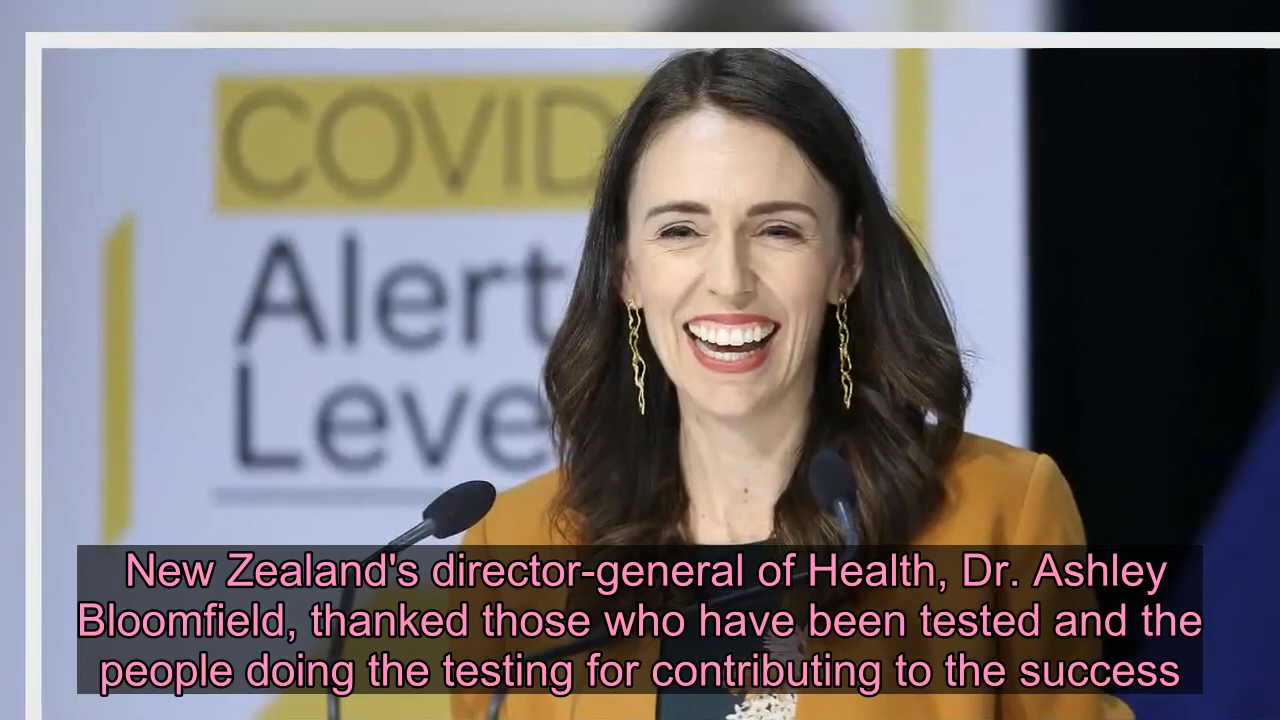 COVID
Alert
Leve
New Zealand's director-general of Health, Dr. Ashley
Bloomfield, thanked those who have been tested and the
people doing the testing for contributing to the success